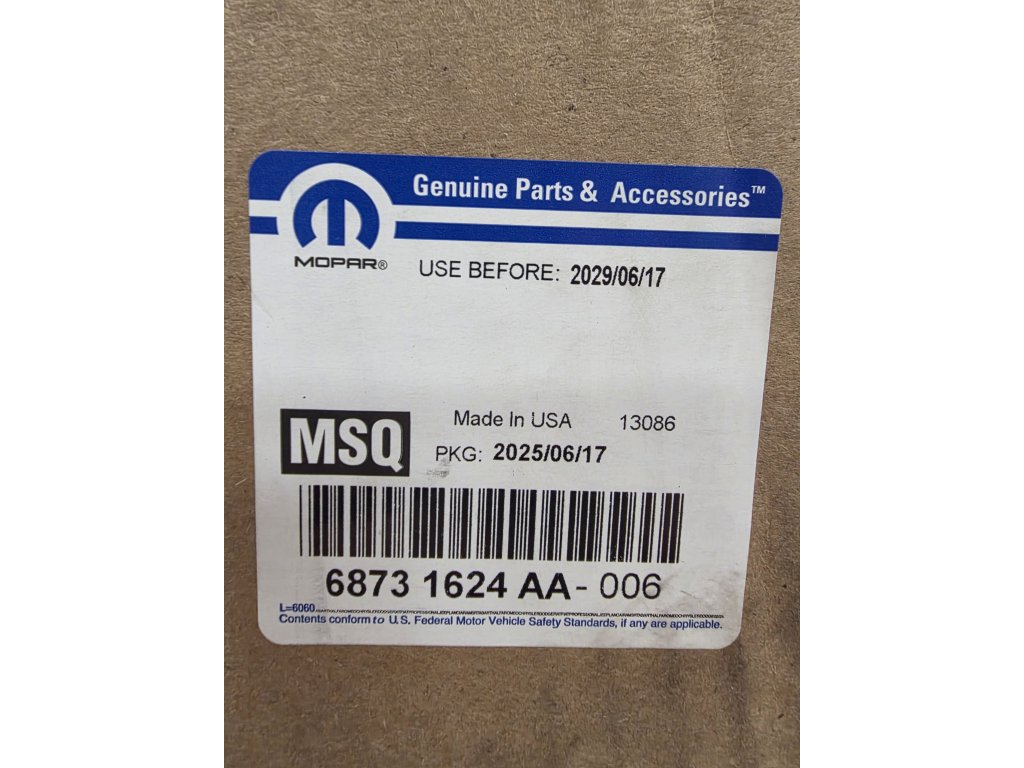 Genuine Parts & Accessories™
MOPAR®
USE BEFORE: 2029/06/17
Made In USA 13086
MSQ
PKG: 2025/06/17
6873 1624 AA - 006
L=6060
Contents conform to U.S. Federal Motor Vehicle Safety Standards, if any are applicable.